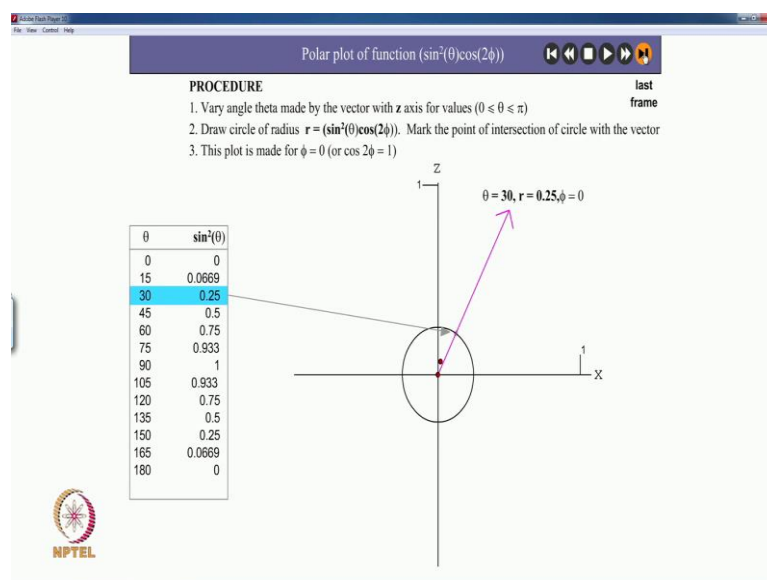 Adobe Flash Player 10
File View Control Help
Polar plot of function (sin²(θ)cos(2ϕ))
PROCEDURE
last
frame
1. Vary angle theta made by the vector with z axis for values (0 ≤ θ ≤ π)
2. Draw circle of radius r = (sin²(θ)cos(2ϕ)). Mark the point of intersection of circle with the vector
3. This plot is made for ϕ = 0 (or cos 2ϕ = 1)
Z
1
θ = 30, r = 0.25,ϕ = 0
θ sin²(θ)
0 0
15 0.0669
30 0.25
45 0.5
60 0.75
75 0.933
90 1
105 0.933
120 0.75
135 0.5
150 0.25
165 0.0669
180 0
1
X
NPTEL